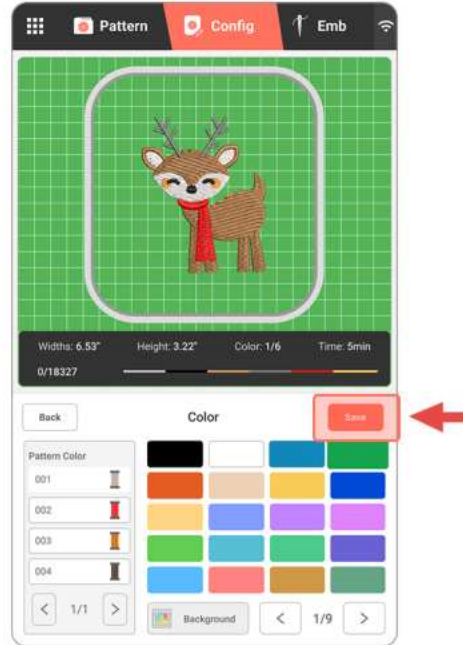 Pattern Config Emb
Widths: 6.53" Height: 3.22" Color: 1/6 Time: 5min
0/18327
Back Color Save
Pattern Color
001
002
003
004
1/1
Background 1/9